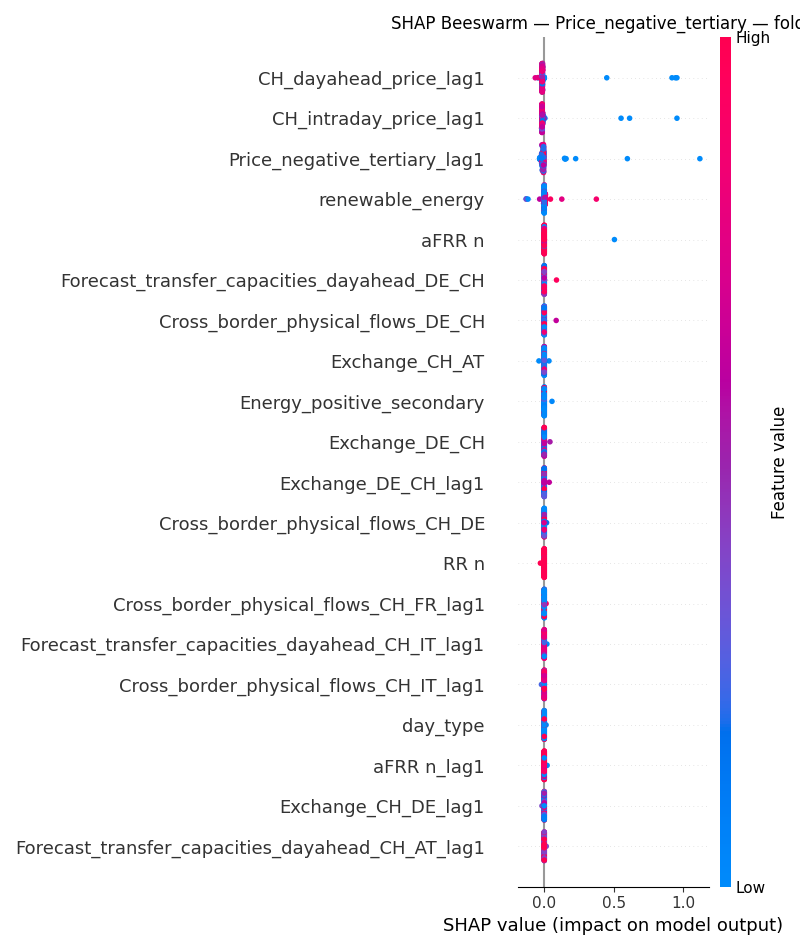 SHAP Beeswarm — Price_negative_tertiary — fold
High
CH_dayahead_price_lag1
CH_intraday_price_lag1
Price_negative_tertiary_lag1
renewable_energy
aFRR n
Forecast_transfer_capacities_dayahead_DE_CH
Cross_border_physical_flows_DE_CH
Exchange_CH_AT
Energy_positive_secondary
Exchange_DE_CH
Exchange_DE_CH_lag1
Cross_border_physical_flows_CH_DE
RR n
Cross_border_physical_flows_CH_FR_lag1
Forecast_transfer_capacities_dayahead_CH_IT_lag1
Cross_border_physical_flows_CH_IT_lag1
day_type
aFRR n_lag1
Exchange_CH_DE_lag1
Forecast_transfer_capacities_dayahead_CH_AT_lag1
Feature value
Low
0.0 0.5 1.0
SHAP value (impact on model output)